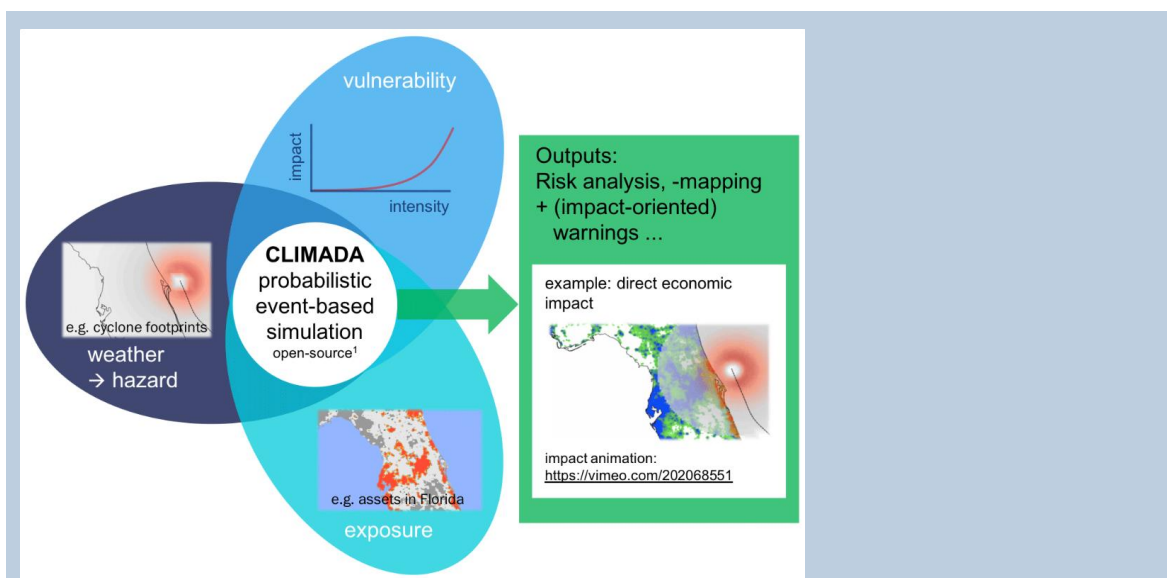 vulnerability
impact
intensity
CLIMADA
probabilistic
event-based
simulation
open-source¹
e.g. cyclone footprints
weather
→ hazard
e.g. assets in Florida
exposure
Outputs:
Risk analysis, -mapping
+ (impact-oriented)
warnings ...
example: direct economic
impact
impact animation:
https://vimeo.com/202068551